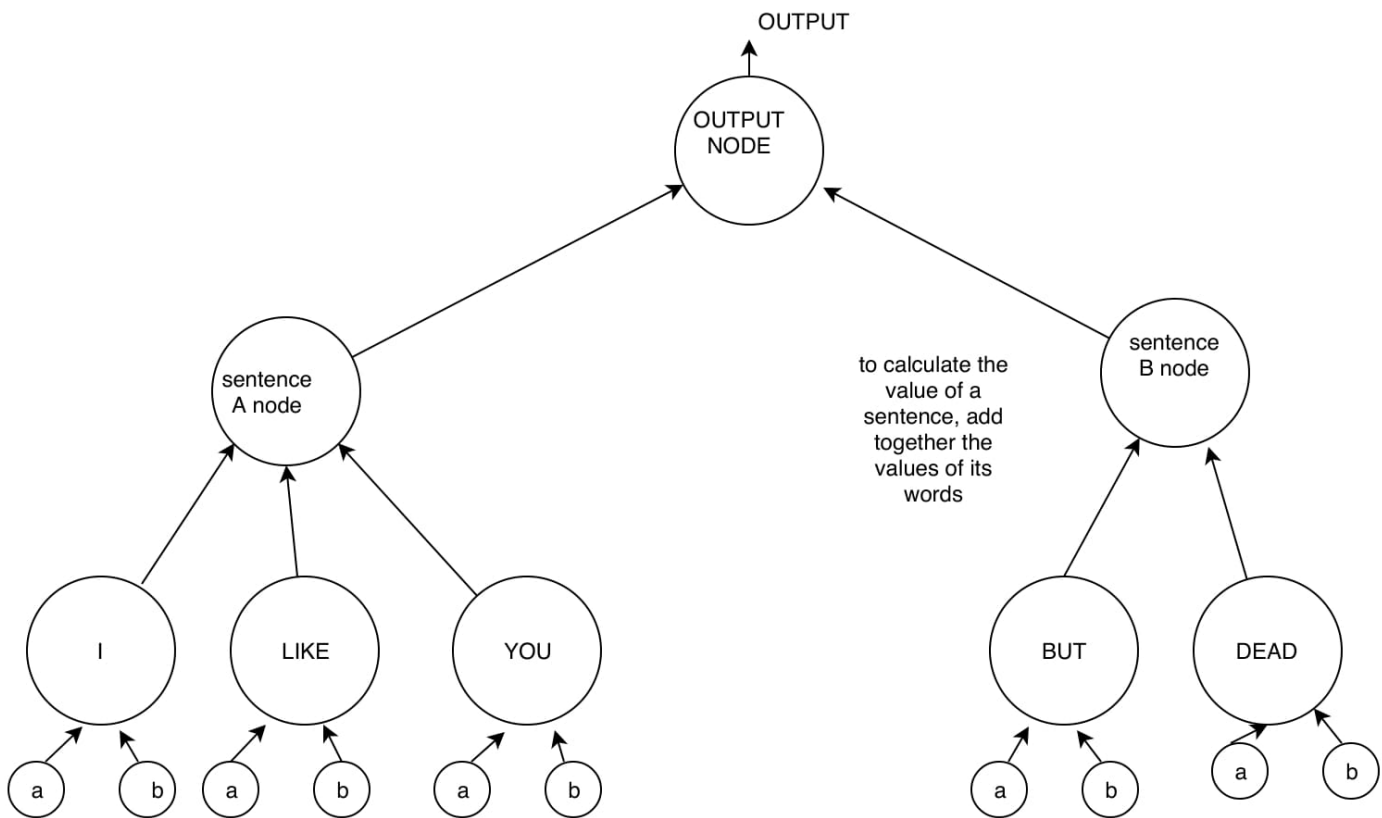 OUTPUT
OUTPUT
NODE
sentence
A node
sentence
B node
to calculate the
value of a
sentence, add
together the
values of its
words
I
LIKE
YOU
BUT
DEAD
a
b
a
b
a
b
a
b
a
b